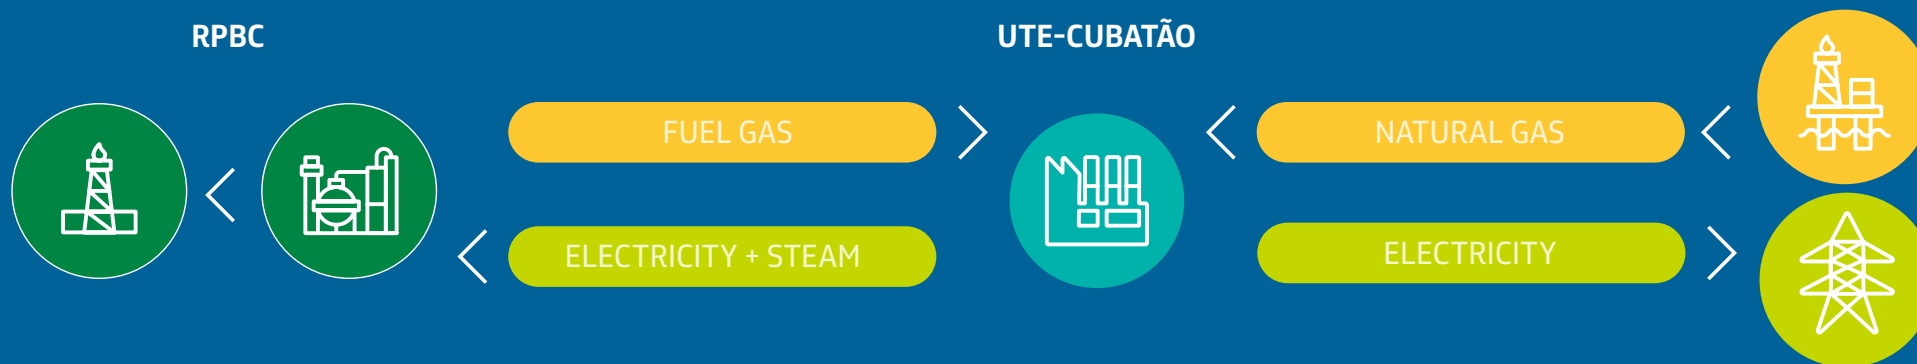 RPBC
UTE-CUBATÃO
FUEL GAS
NATURAL GAS
ELECTRICITY + STEAM
ELECTRICITY